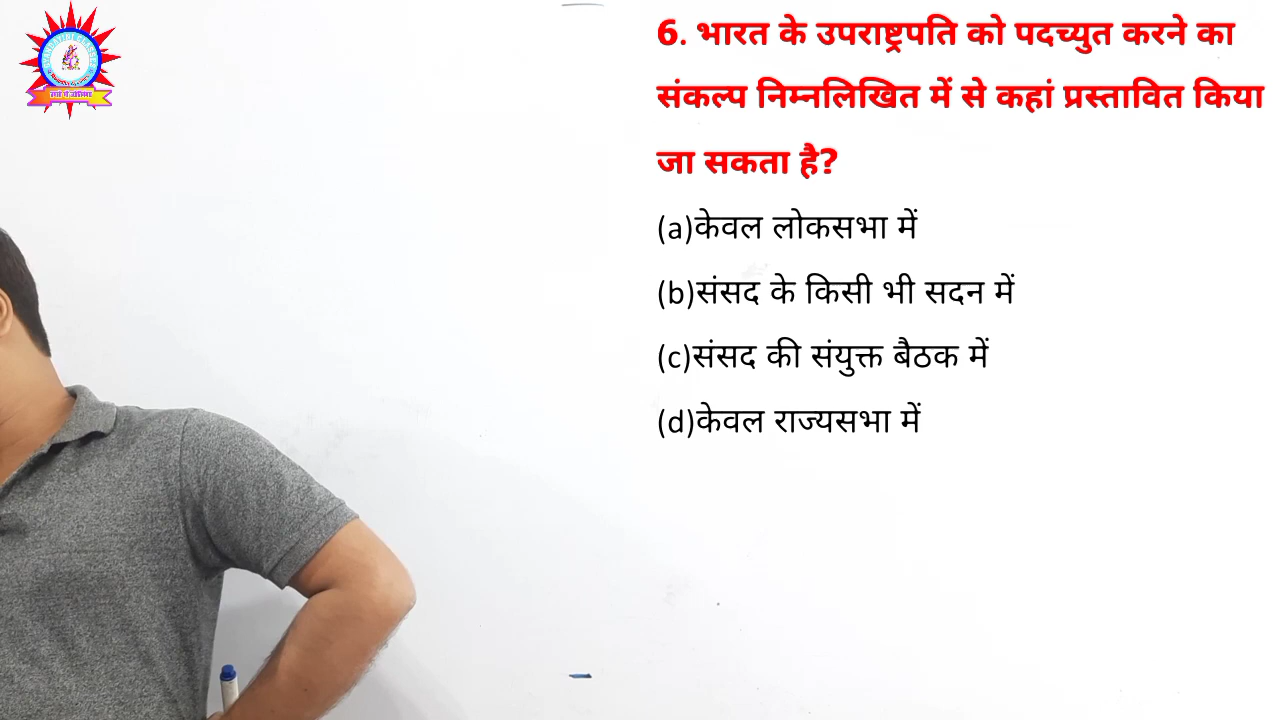 6. भारत के उपराष्ट्रपति को पदच्युत करने का
संकल्प निम्नलिखित में से कहां प्रस्तावित किया
जा सकता है?
(a)केवल लोकसभा में
(b)संसद के किसी भी सदन में
(c)संसद की संयुक्त बैठक में
(d)केवल राज्यसभा में